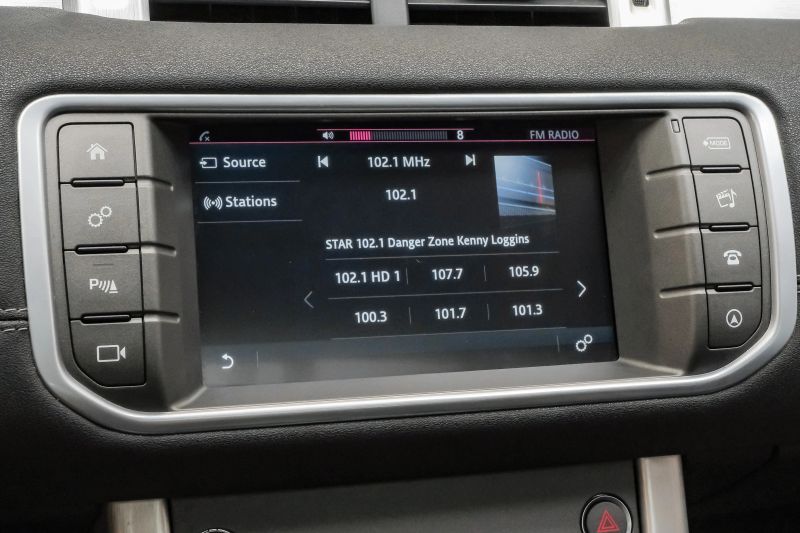 8 FM RADIO
Source 102.1 MHz
102.1
Stations
STAR 102.1 Danger Zone Kenny Loggins
102.1 HD 1 107.7 105.9
100.3 101.7 101.3
MODE
P